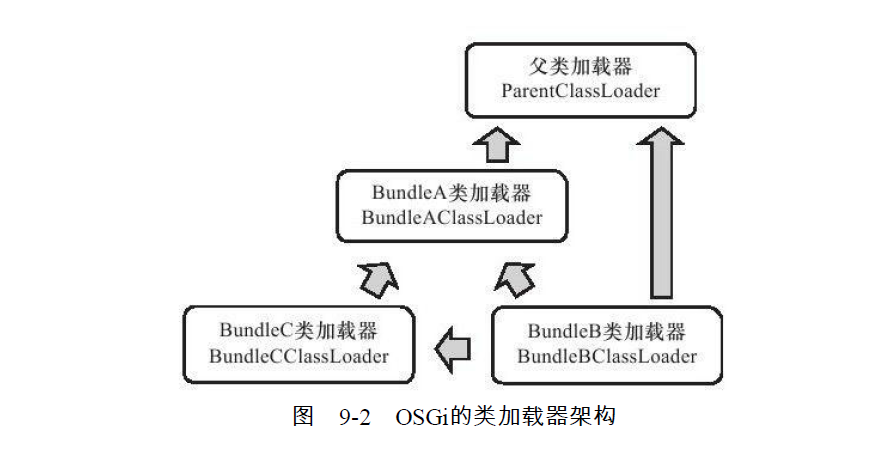 父类加载器
ParentClassLoader
BundleA类加载器
BundleAClassLoader
BundleC类加载器
BundleCClassLoader
BundleB类加载器
BundleBClassLoader
图 9-2 OSGi的类加载器架构